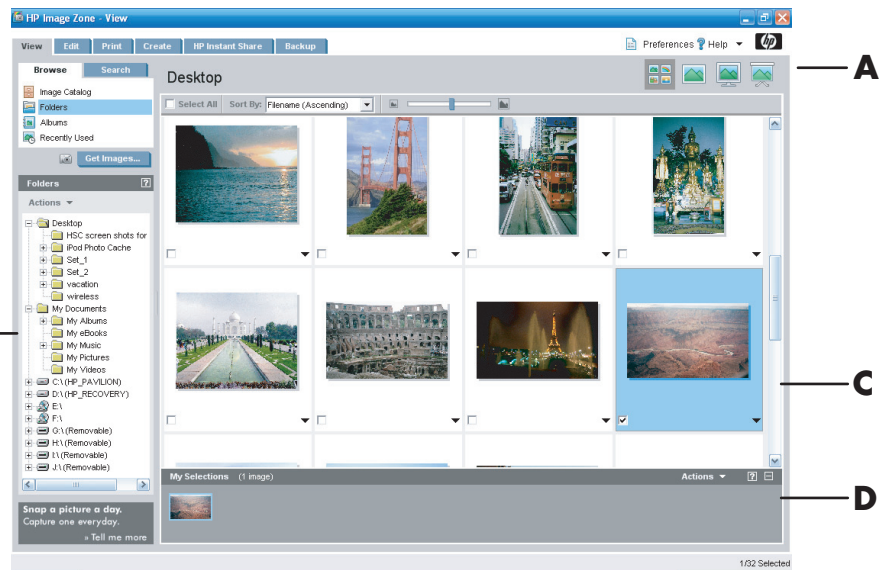 HP Image Zone - View
View Edit Print Create HP Instant Share Backup
Preferences ? Help
hp
Browse Search
Image Catalog
Folders
Albums
Recently Used
Get Images...
Desktop
A
Select All Sort By: Filename (Ascending)
Folders ?
Actions
Desktop
HSC screen shots for
iPod Photo Cache
Set_1
Set_2
vacation
wireless
My Documents
My Albums
My eBooks
My Music
My Pictures
My Videos
C:\ (HP_PAVILION)
D:\ (HP_RECOVERY)
E:\
F:\
G:\ (Removable)
H:\ (Removable)
I:\ (Removable)
J:\ (Removable)
C
My Selections (1 image) Actions ?
D
Snap a picture a day.
Capture one everyday.
» Tell me more
1/32 Selected